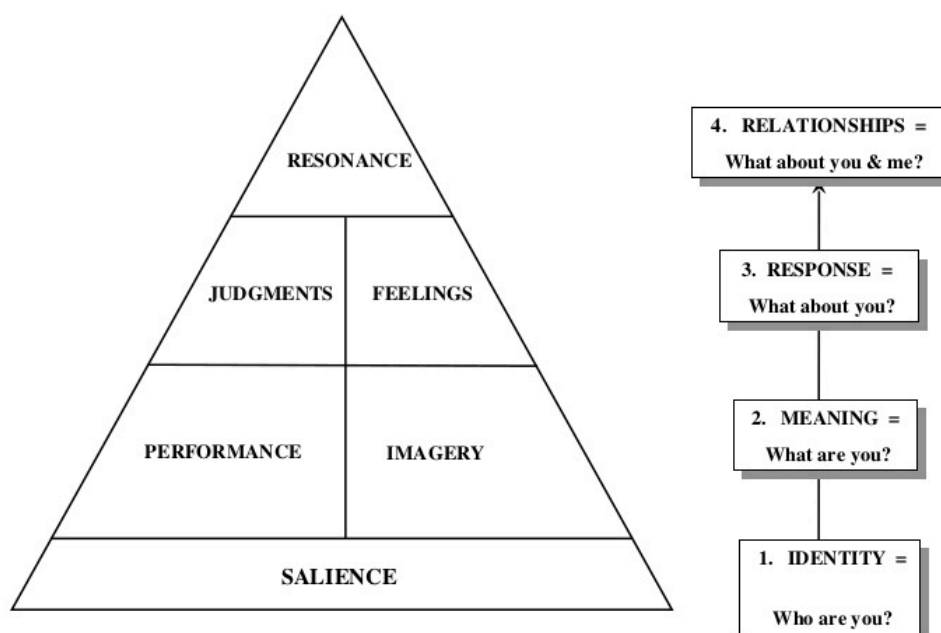 RESONANCE
JUDGMENTS FEELINGS
PERFORMANCE IMAGERY
SALIENCE
4. RELATIONSHIPS =
What about you & me?
3. RESPONSE =
What about you?
2. MEANING =
What are you?
1. IDENTITY =
Who are you?